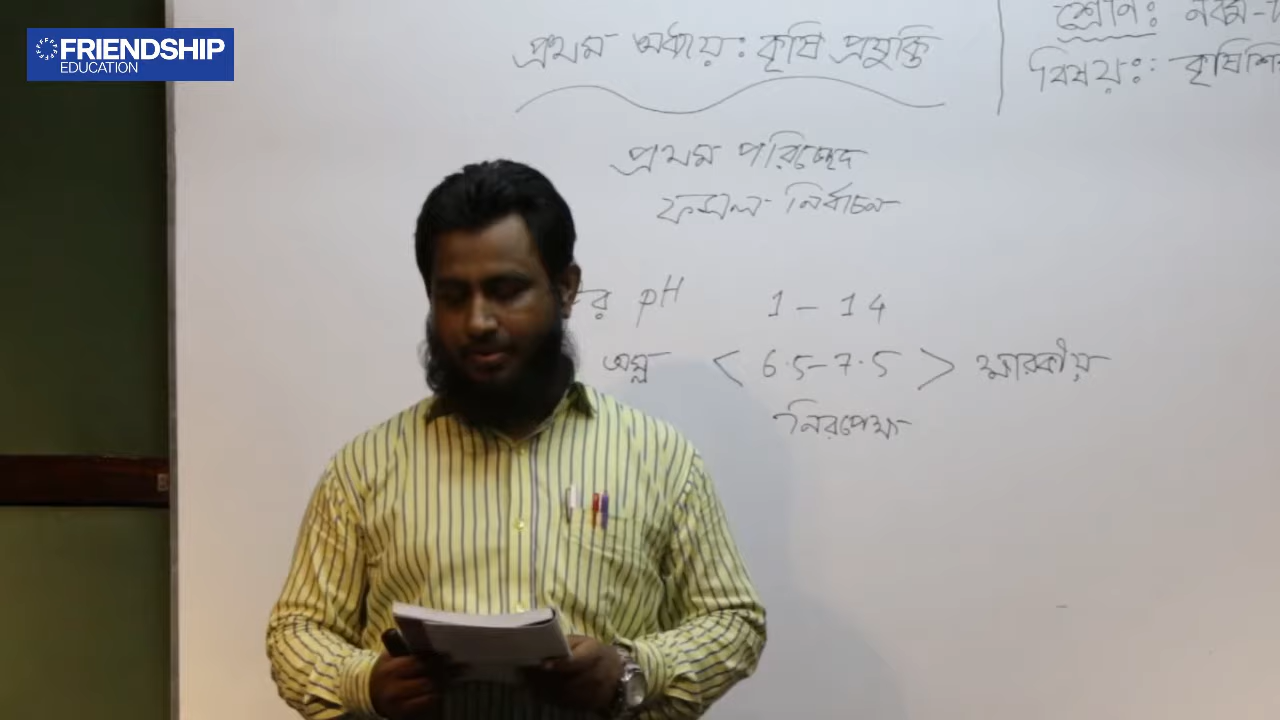 FRIENDSHIP
EDUCATION
প্রথম অধ্যায়: কৃষি প্রযুক্তি
শ্রেণি: নবম-
বিষয়ঃ: কৃষিশি
প্রথম পরিচ্ছেদ
ফসল নির্বাচন
র pH 1 - 14
অম্ল < 6.5-7.5 > ক্ষারকীয়
নিরপেক্ষ